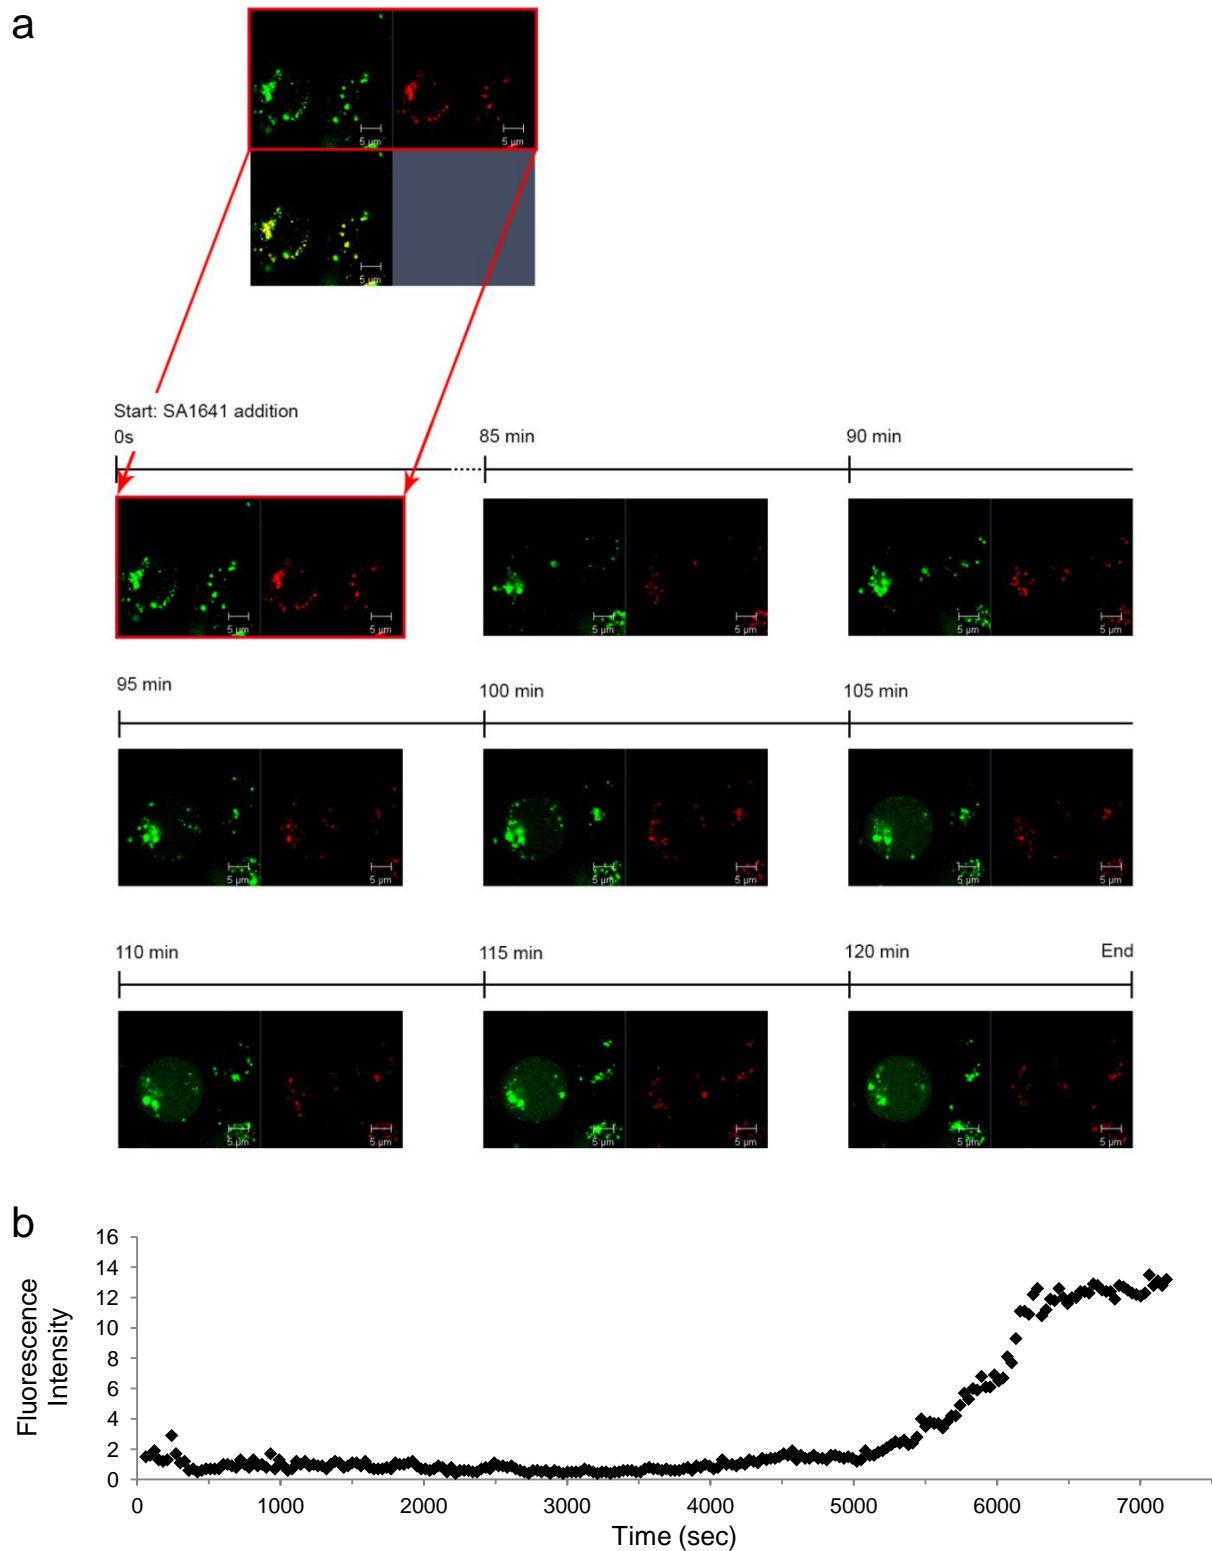 a
5 µm 5 µm
5 µm
Start: SA1641 addition
0s 85 min 90 min
5 µm 5 µm 5 µm 5 µm 5 µm 5 µm
95 min 100 min 105 min
5 µm 5 µm 5 µm 5 µm 5 µm 5 µm
110 min 115 min 120 min End
5 µm 5 µm 5 µm 5 µm 5 µm 5 µm
b
Fluorescence
Intensity
16
14
12
10
8
6
4
2
0
0 1000 2000 3000 4000 5000 6000 7000
Time (sec)